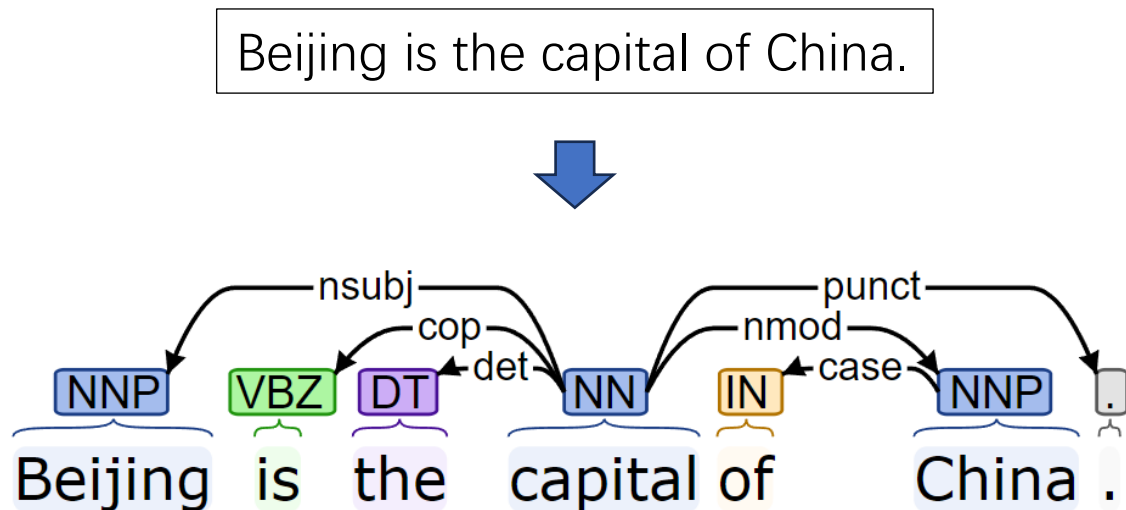 Beijing is the capital of China.
nsubj punct
cop nmod
det case
NNP VBZ DT NN IN NNP .
Beijing is the capital of China .